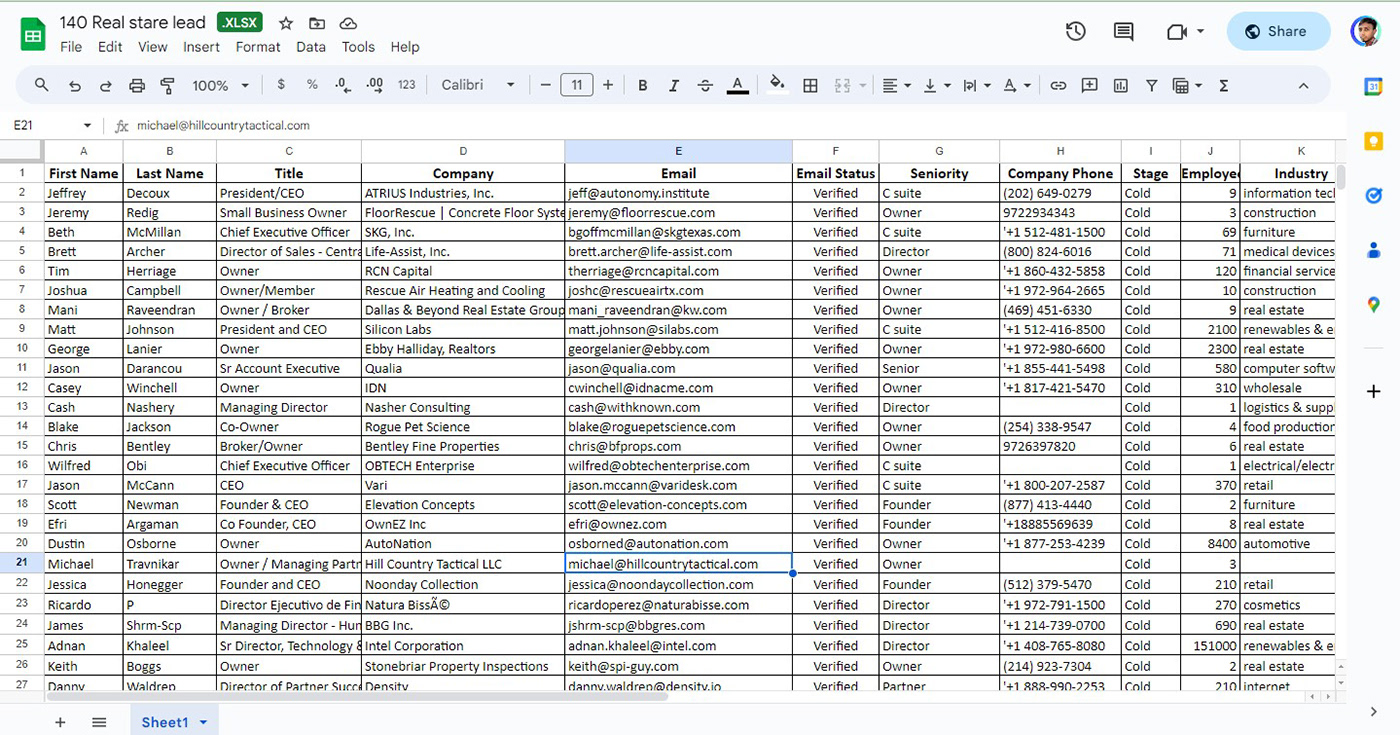 140 Real stare lead .XLSX
File Edit View Insert Format Data Tools Help
Share
100% $ % .0 .00 123 Calibri 11 B I A
31
E21 fx michael@hillcountrytactical.com
A B C D E F G H I J K
1 First Name Last Name Title Company Email Email Status Seniority Company Phone Stage Employee Industry
2 Jeffrey Decoux President/CEO ATRIUS Industries, Inc. jeff@autonomy.institute Verified C suite (202) 649-0279 Cold 9 information tec
3 Jeremy Redig Small Business Owner FloorRescue | Concrete Floor Syste jeremy@floorrescue.com Verified Owner 9722934343 Cold 3 construction
4 Beth McMillan Chief Executive Officer SKG, Inc. bgoffmcmillan@skgtexas.com Verified C suite '+1 512-481-1500 Cold 69 furniture
5 Brett Archer Director of Sales - Centra Life-Assist, Inc. brett.archer@life-assist.com Verified Director (800) 824-6016 Cold 71 medical devices
6 Tim Herriage Owner RCN Capital therriage@rcncapital.com Verified Owner '+1 860-432-5858 Cold 120 financial service
7 Joshua Campbell Owner/Member Rescue Air Heating and Cooling joshc@rescueairtx.com Verified Owner '+1 972-964-2665 Cold 10 construction
8 Mani Raveendran Owner / Broker Dallas & Beyond Real Estate Group mani_raveendran@kw.com Verified Owner (469) 451-6330 Cold 9 real estate
9 Matt Johnson President and CEO Silicon Labs matt.johnson@silabs.com Verified C suite '+1 512-416-8500 Cold 2100 renewables & e
10 George Lanier Owner Ebby Halliday, Realtors georgelanier@ebby.com Verified Owner '+1 972-980-6600 Cold 2300 real estate
11 Jason Darancou Sr Account Executive Qualia jason@qualia.com Verified Senior '+1 855-441-5498 Cold 580 computer softw
12 Casey Winchell Owner IDN cwinchell@idnacme.com Verified Owner '+1 817-421-5470 Cold 310 wholesale
13 Cash Nashery Managing Director Nasher Consulting cash@withknown.com Verified Director Cold 1 logistics & supp
14 Blake Jackson Co-Owner Rogue Pet Science blake@roguepetscience.com Verified Owner (254) 338-9547 Cold 4 food production
15 Chris Bentley Broker/Owner Bentley Fine Properties chris@bfprops.com Verified Owner 9726397820 Cold 6 real estate
16 Wilfred Obi Chief Executive Officer OBTECH Enterprise wilfred@obtechenterprise.com Verified C suite Cold 1 electrical/electr
17 Jason McCann CEO Vari jason.mccann@varidesk.com Verified C suite '+1 800-207-2587 Cold 370 retail
18 Scott Newman Founder & CEO Elevation Concepts scott@elevation-concepts.com Verified Founder (877) 413-4440 Cold 2 furniture
19 Efri Argaman Co Founder, CEO OwnEZ Inc efri@ownez.com Verified Founder '+18885569639 Cold 8 real estate
20 Dustin Osborne Owner AutoNation osborned@autonation.com Verified Owner '+1 877-253-4239 Cold 8400 automotive
21 Michael Travnikar Owner / Managing Partn Hill Country Tactical LLC michael@hillcountrytactical.com Verified Owner Cold 3
22 Jessica Honegger Founder and CEO Noonday Collection jessica@noondaycollection.com Verified Founder (512) 379-5470 Cold 210 retail
23 Ricardo P Director Ejecutivo de Fin Natura BissÃ© ricardoperez@naturabisse.com Verified Director '+1 972-791-1500 Cold 270 cosmetics
24 James Shrm-Scp Managing Director - Hur BBG Inc. jshrm-scp@bbgres.com Verified Director '+1 214-739-0700 Cold 690 real estate
25 Adnan Khaleel Sr Director, Technology & Intel Corporation adnan.khaleel@intel.com Verified Director '+1 408-765-8080 Cold 151000 renewables & e
26 Keith Boggs Owner Stonebriar Property Inspections keith@spi-guy.com Verified Owner (214) 923-7304 Cold 2 real estate
27 Danny Waldrep Director of Partner Succe Density danny.waldrep@density.io Verified Partner '+1 888-990-2253 Cold 210 internet
Sheet1